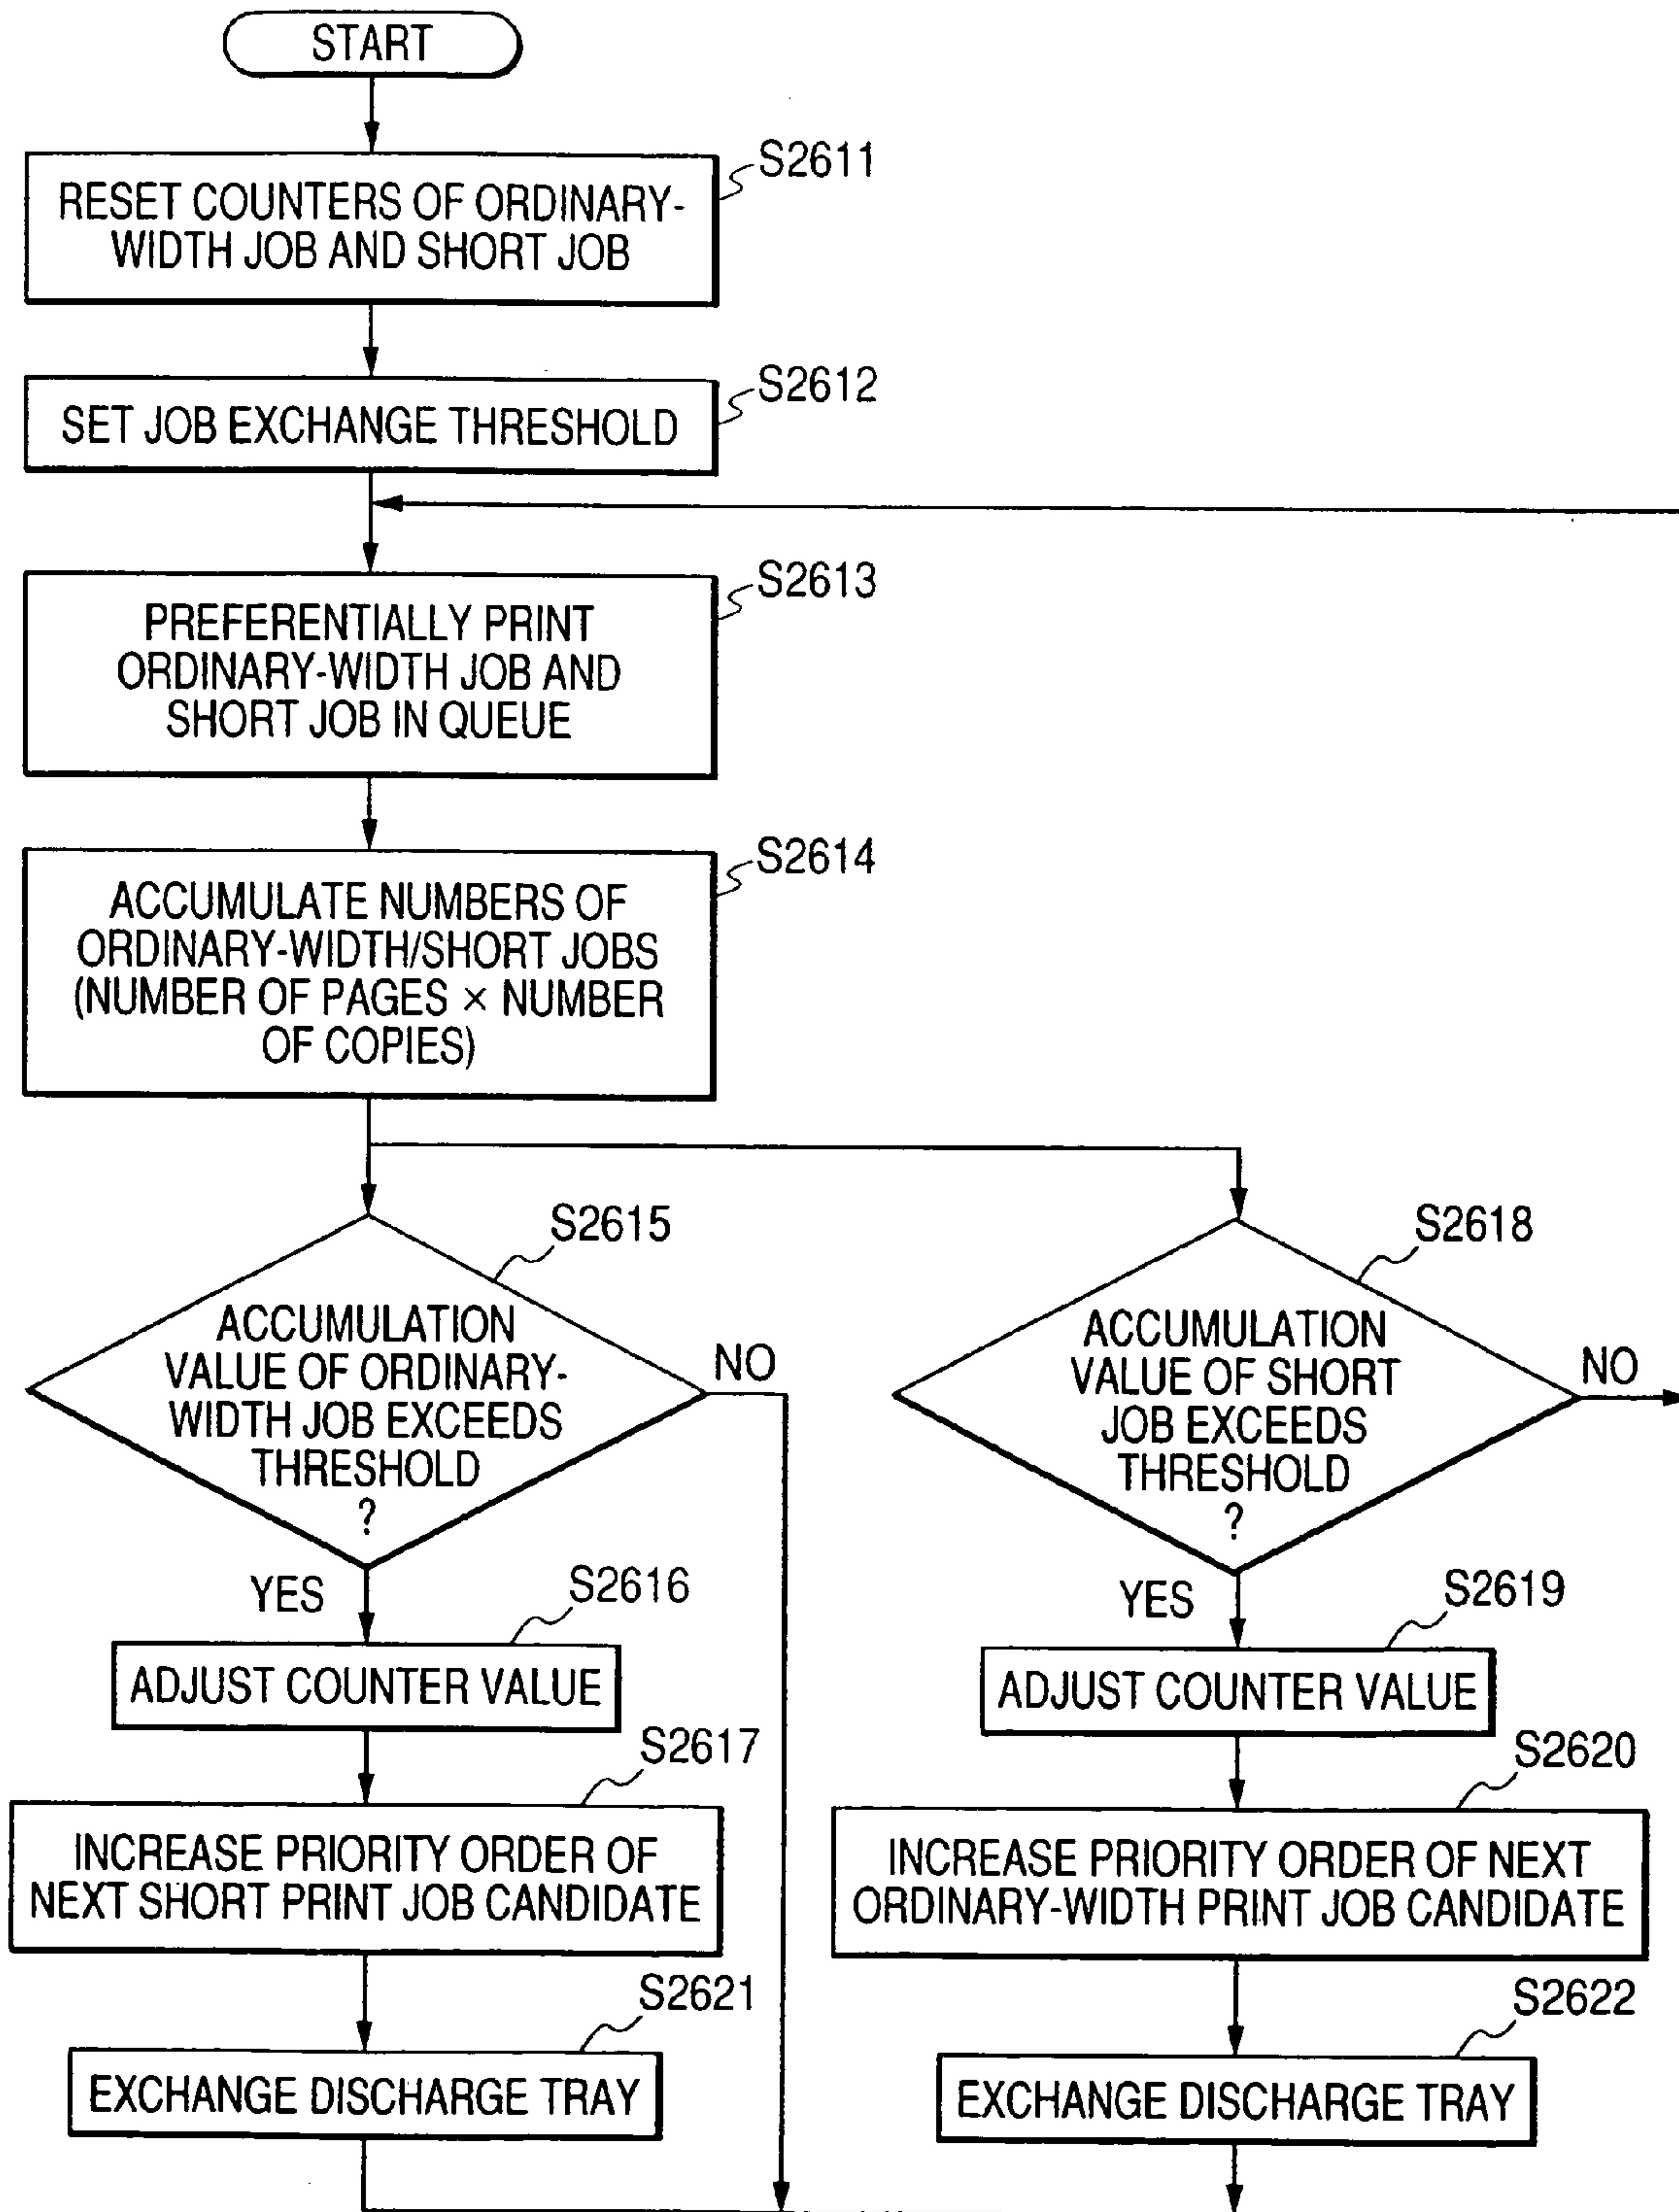 START
S2611
RESET COUNTERS OF ORDINARY-
WIDTH JOB AND SHORT JOB
S2612
SET JOB EXCHANGE THRESHOLD
S2613
PREFERENTIALLY PRINT
ORDINARY-WIDTH JOB AND
SHORT JOB IN QUEUE
S2614
ACCUMULATE NUMBERS OF
ORDINARY-WIDTH/SHORT JOBS
(NUMBER OF PAGES × NUMBER
OF COPIES)
S2615
ACCUMULATION
VALUE OF ORDINARY-
WIDTH JOB EXCEEDS
THRESHOLD
?
NO
YES
S2616
ADJUST COUNTER VALUE
S2617
INCREASE PRIORITY ORDER OF
NEXT SHORT PRINT JOB CANDIDATE
S2621
EXCHANGE DISCHARGE TRAY
S2618
ACCUMULATION
VALUE OF SHORT
JOB EXCEEDS
THRESHOLD
?
NO
YES
S2619
ADJUST COUNTER VALUE
S2620
INCREASE PRIORITY ORDER OF NEXT
ORDINARY-WIDTH PRINT JOB CANDIDATE
S2622
EXCHANGE DISCHARGE TRAY